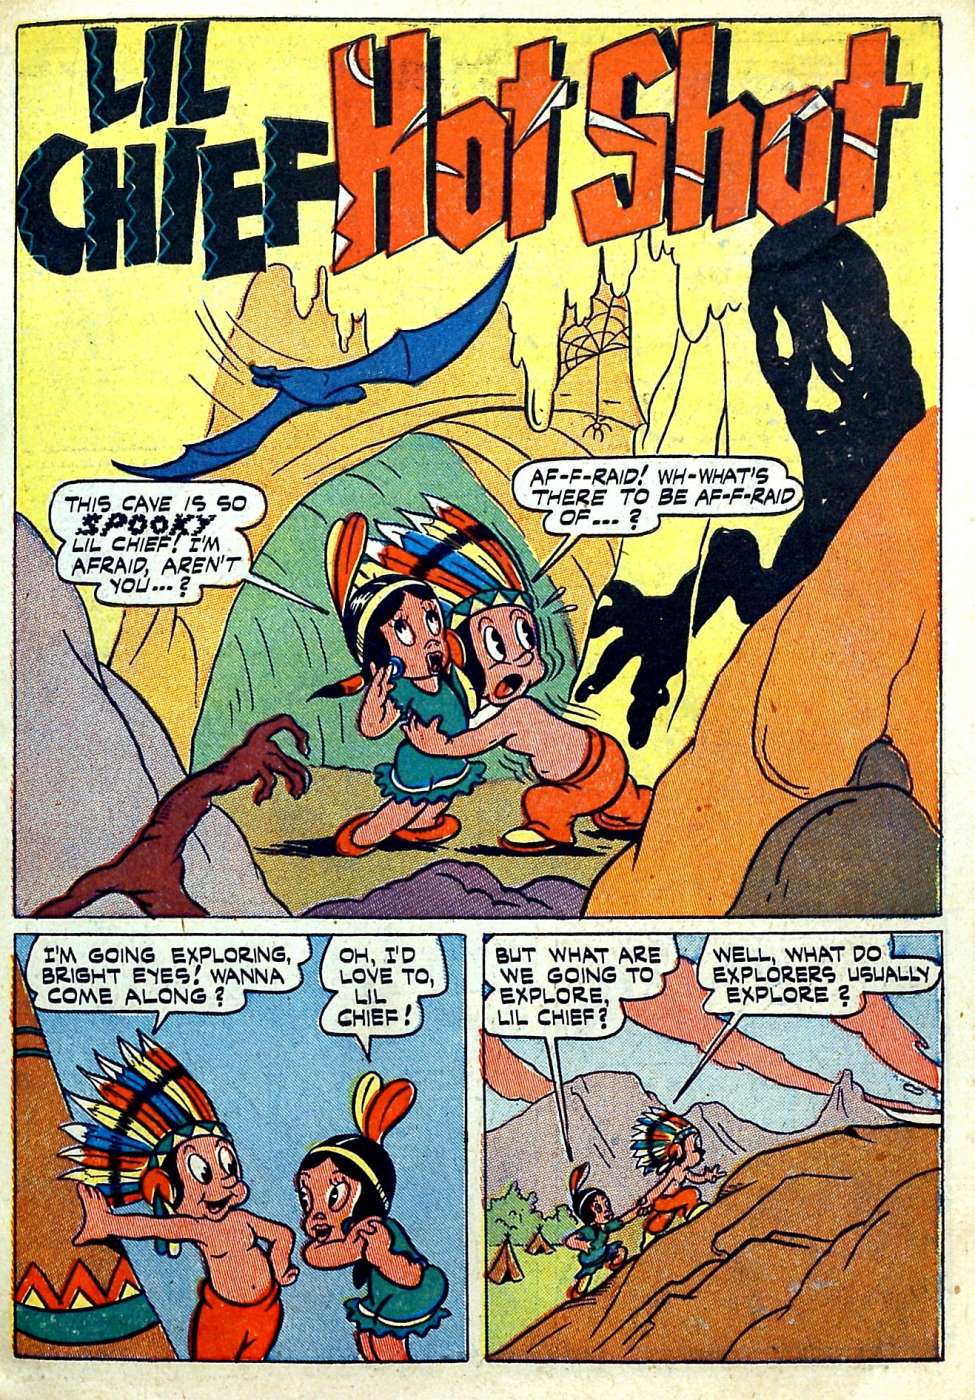 LIL
CHIEF Hot Shot
THIS CAVE IS SO
SPOOKY
LIL CHIEF! I'M
AFRAID, AREN'T
YOU...?
AF-F-RAID! WH-WHAT'S
THERE TO BE AF-F-RAID
OF...?
I'M GOING EXPLORING,
BRIGHT EYES! WANNA
COME ALONG?
OH, I'D
LOVE TO,
LIL
CHIEF!
BUT WHAT ARE
WE GOING TO
EXPLORE,
LIL CHIEF?
WELL, WHAT DO
EXPLORERS USUALLY
EXPLORE?